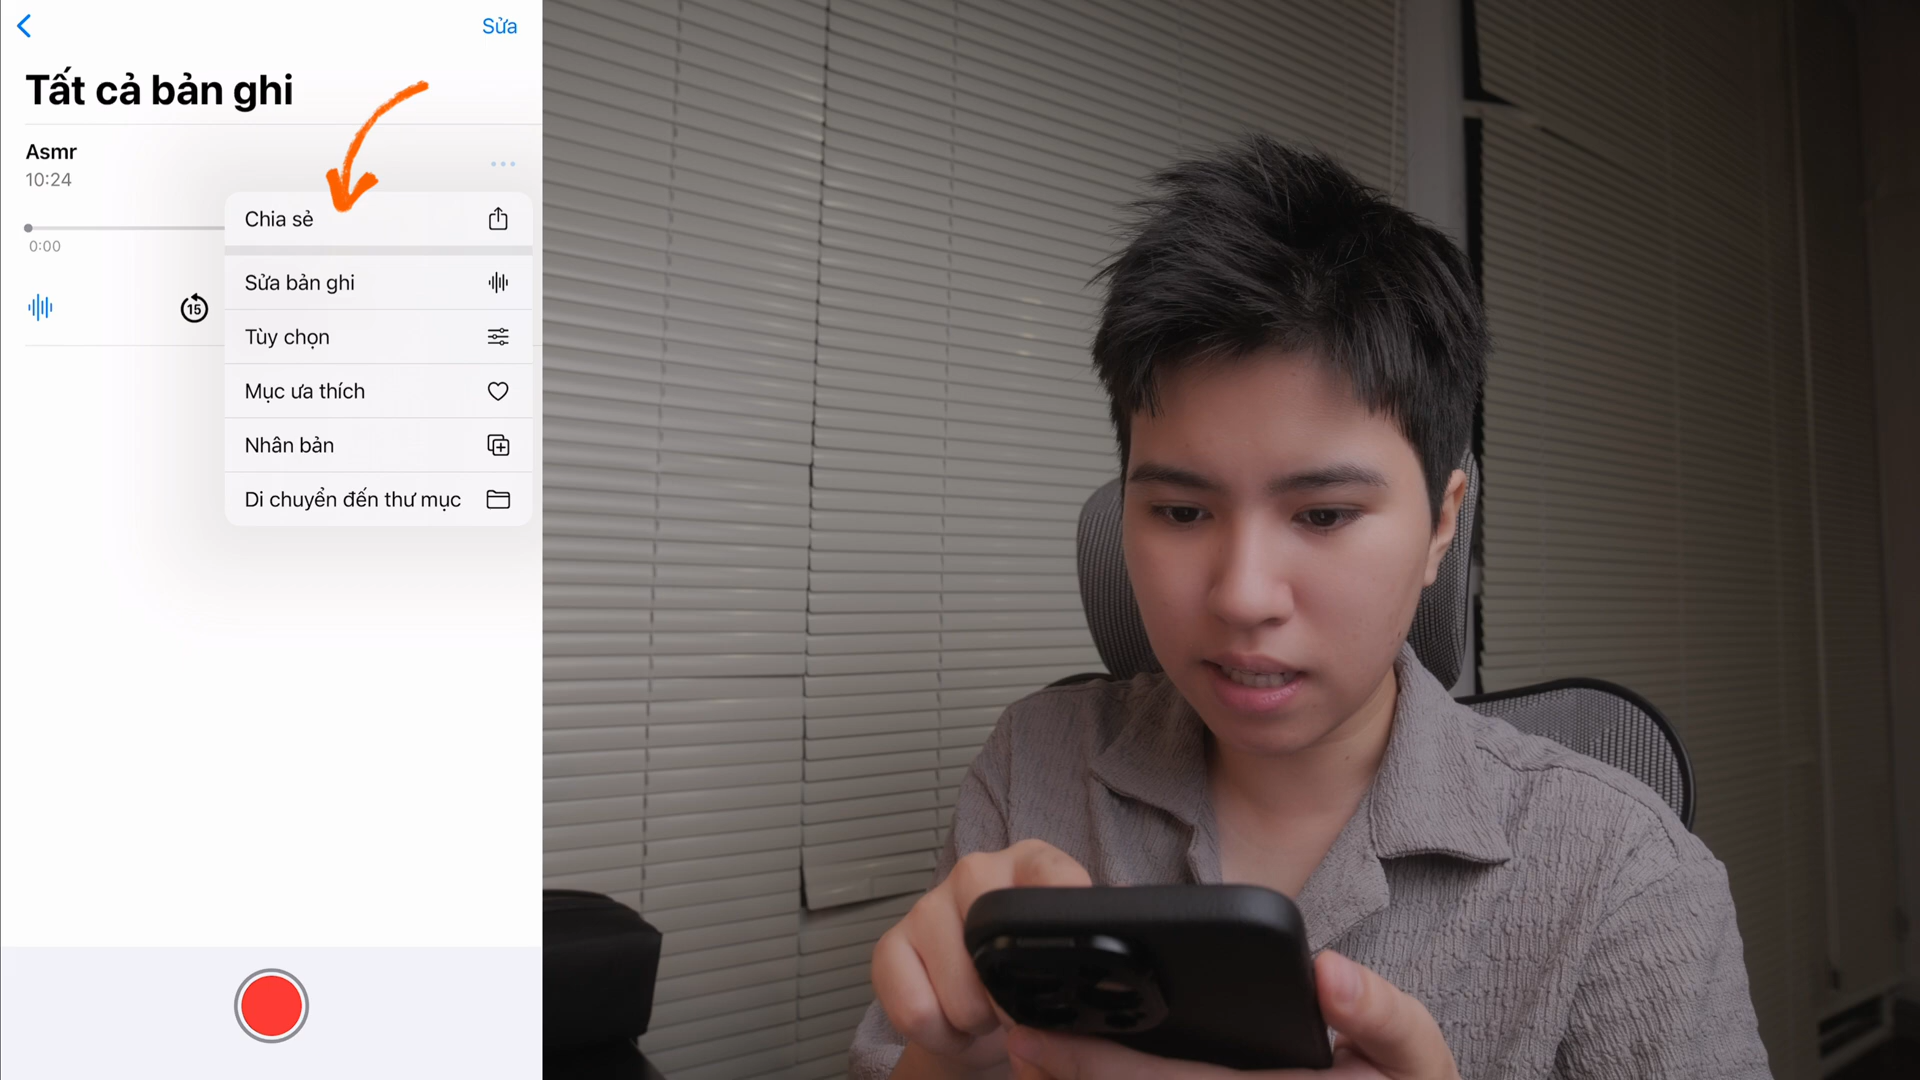 Sửa
Tất cả bản ghi
Asmr
10:24
Chia sẻ
0:00
Sửa bản ghi
15
Tùy chọn
Mục ưa thích
Nhân bản
Di chuyển đến thư mục